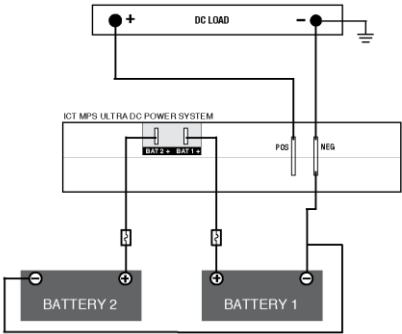 + DC LOAD −
ICT MPS ULTRA DC POWER SYSTEM
BAT 2 + BAT 1 +
POS NEG
− + + −
BATTERY 2 BATTERY 1